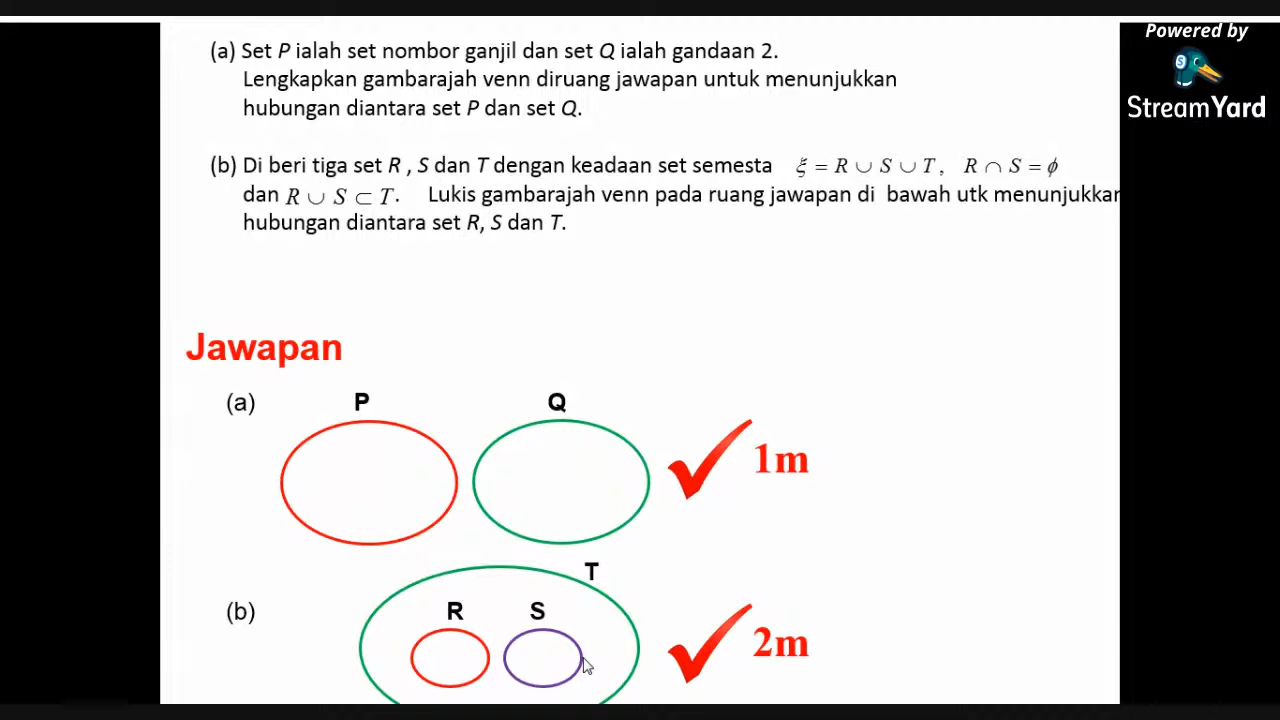 Powered by
StreamYard
(a) Set P ialah set nombor ganjil dan set Q ialah gandaan 2.
Lengkapkan gambarajah venn diruang jawapan untuk menunjukkan
hubungan diantara set P dan set Q.
(b) Di beri tiga set R , S dan T dengan keadaan set semesta ξ = R ∪ S ∪ T, R ∩ S = ϕ
dan R ∪ S ⊂ T. Lukis gambarajah venn pada ruang jawapan di bawah utk menunjukkan
hubungan diantara set R, S dan T.
Jawapan
(a) P Q
1m
T
(b) R S
2m